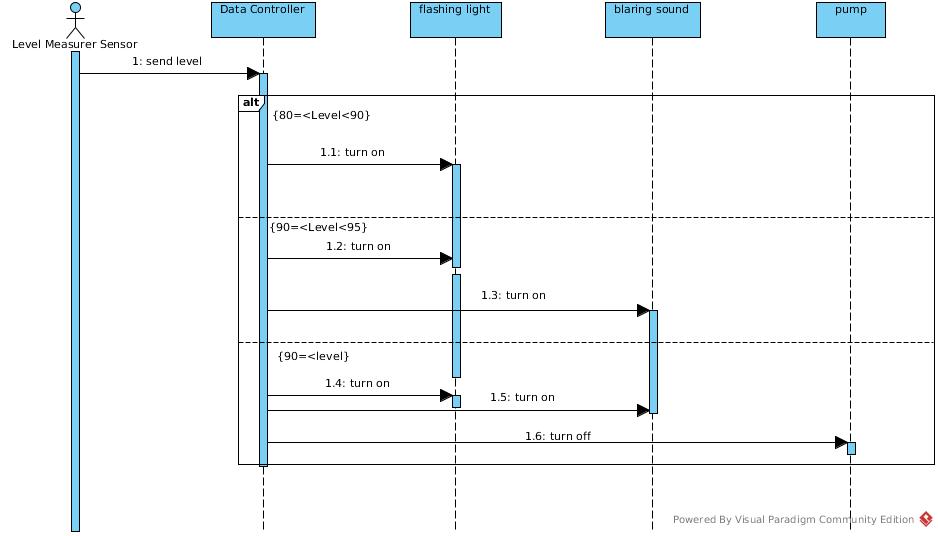 Level Measurer Sensor
Data Controller
flashing light
blaring sound
pump
1: send level
alt
{80=<Level<90}
1.1: turn on
{90=<Level<95}
1.2: turn on
1.3: turn on
{90=<level}
1.4: turn on
1.5: turn on
1.6: turn off
Powered By Visual Paradigm Community Edition